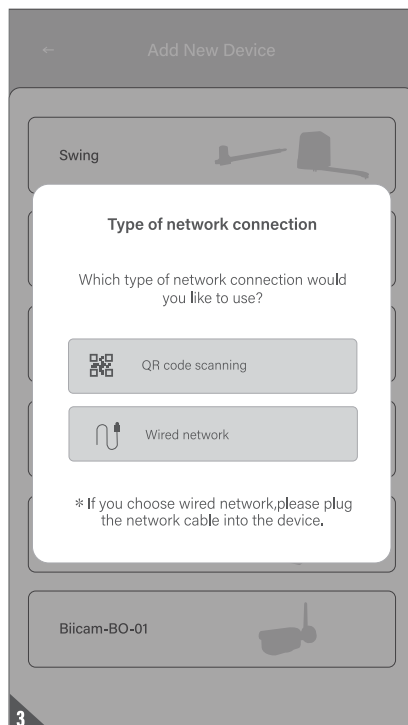 ← Add New Device
Swing
Type of network connection
Which type of network connection would
you like to use?
QR code scanning
Wired network
* If you choose wired network,please plug
the network cable into the device.
Biicam-BO-01
3